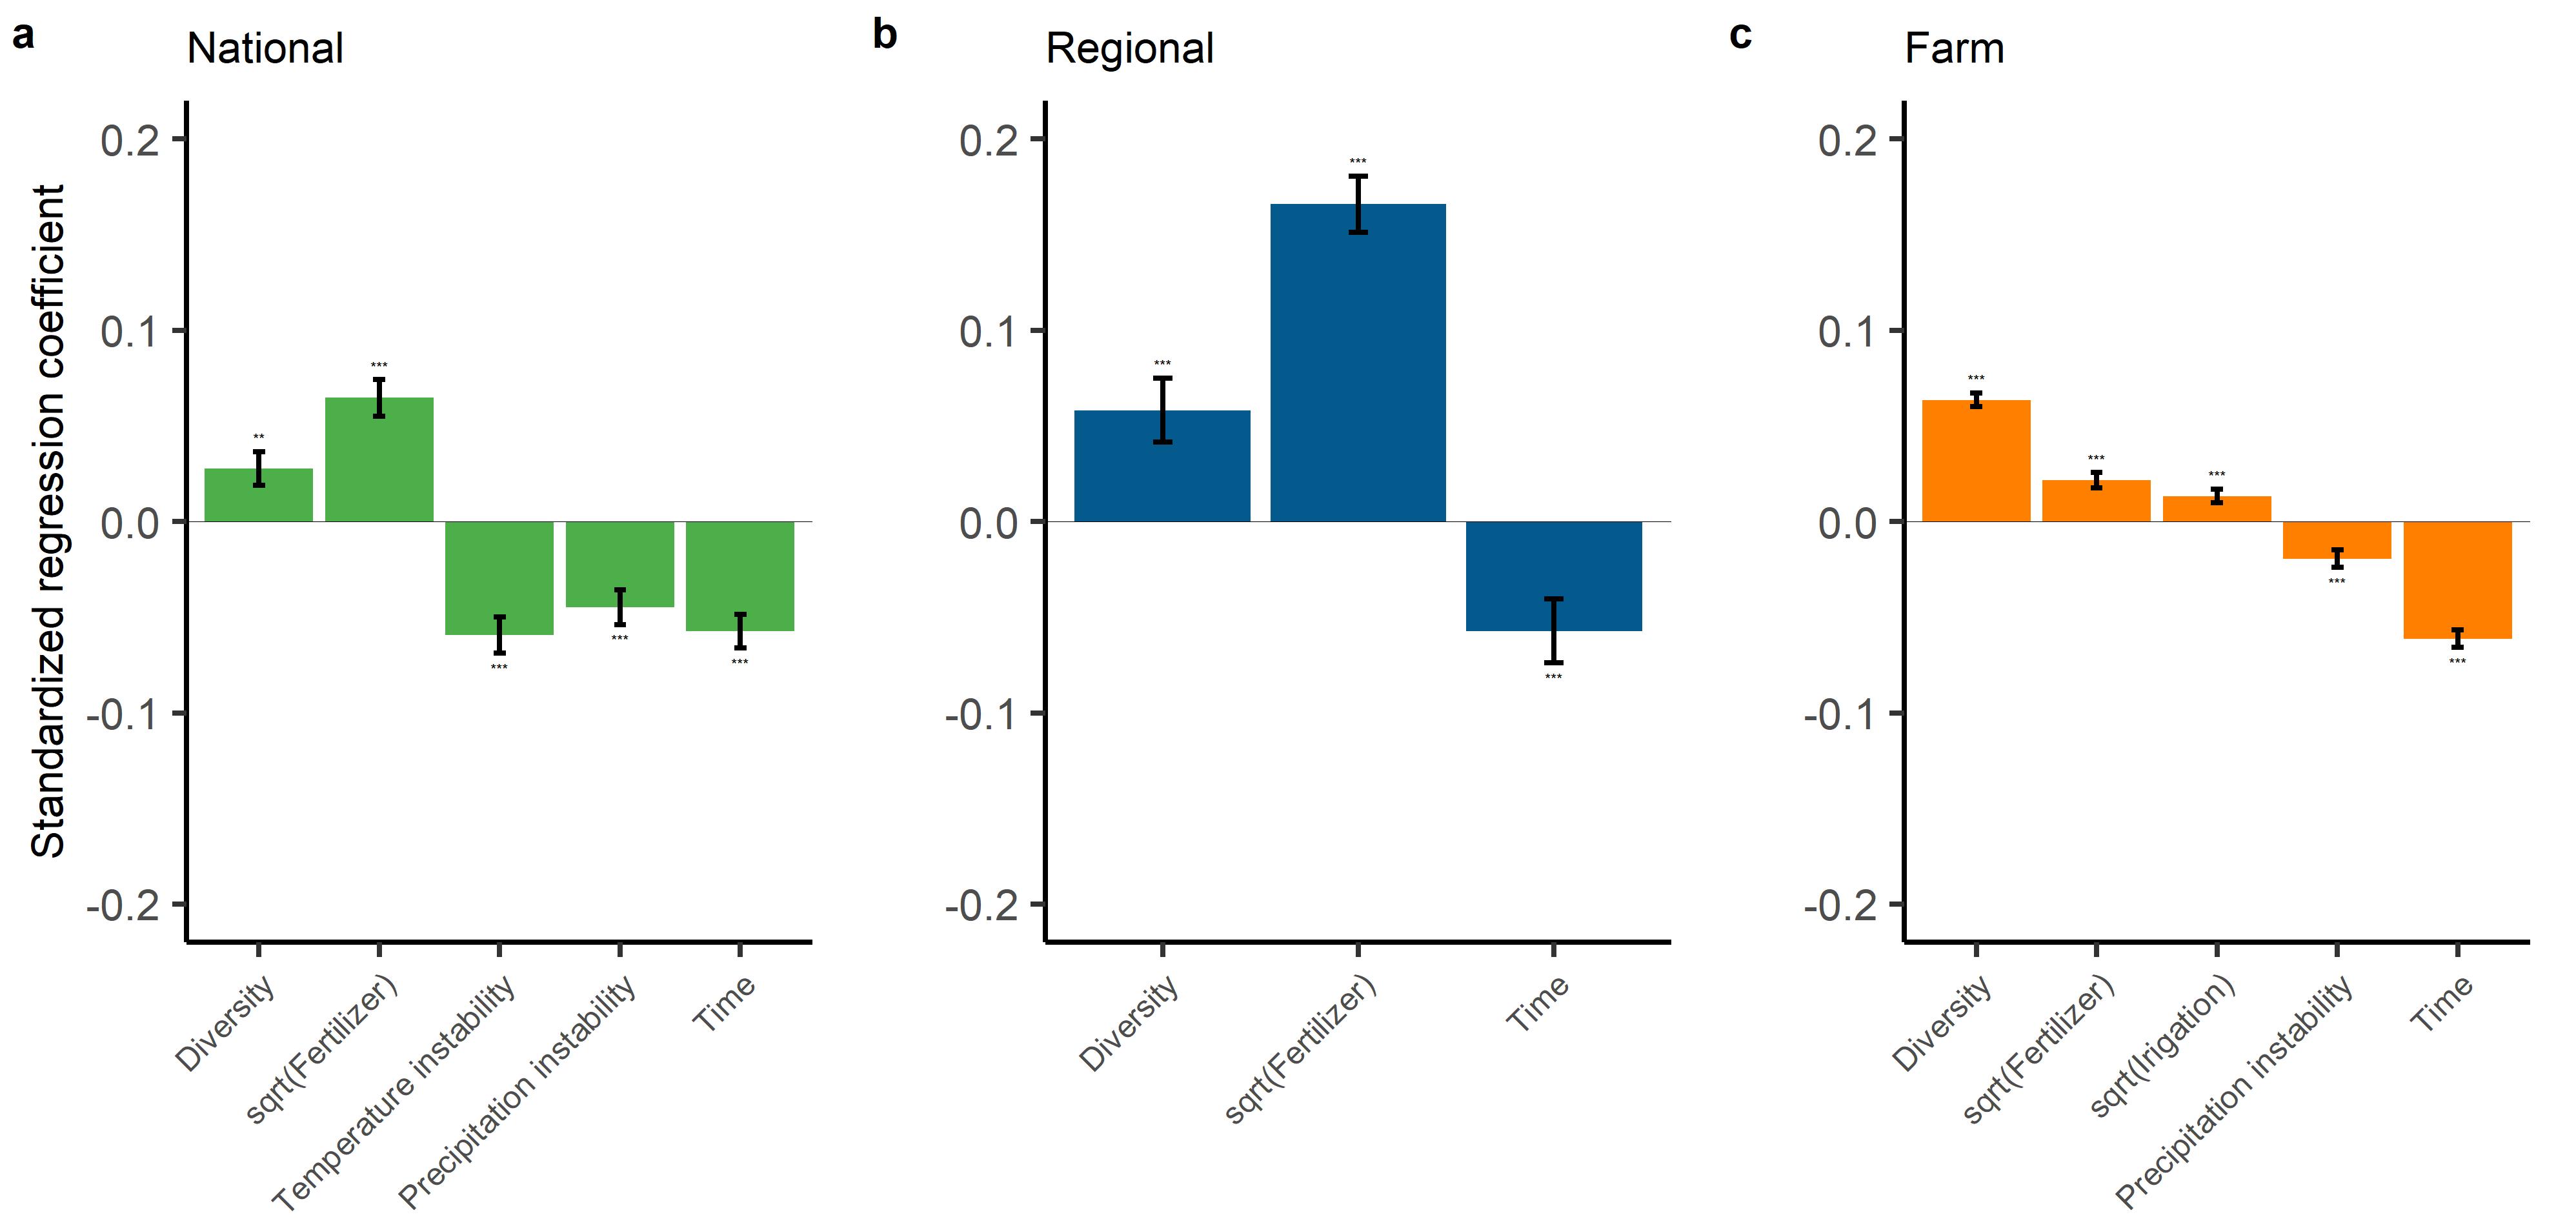 a National
Standardized regression coefficient
0.2
0.1
0.0
-0.1
-0.2
**
***
***
***
***
Diversity
sqrt(Fertilizer)
Temperature instability
Precipitation instability
Time
b Regional
0.2
0.1
0.0
-0.1
-0.2
***
***
***
Diversity
sqrt(Fertilizer)
Time
c Farm
0.2
0.1
0.0
-0.1
-0.2
***
***
***
***
***
Diversity
sqrt(Fertilizer)
sqrt(Irigation)
Precipitation instability
Time